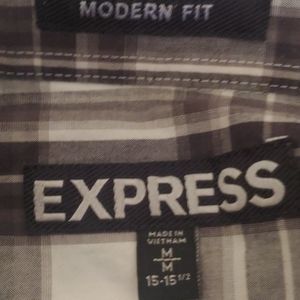 MODERN FIT
EXPRESS
MADE IN
VIETNAM
M
M
15-15 1/2